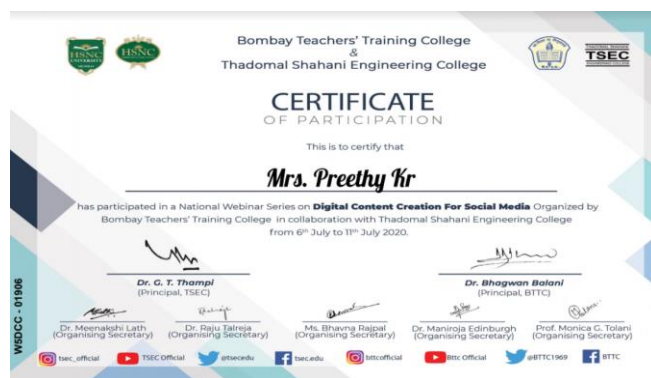 Bombay Teachers' Training College
&
Thadomal Shahani Engineering College
HSNC
UNIVERSITY
HSNC
TSEC
CERTIFICATE
OF PARTICIPATION
This is to certify that
Mrs. Preethy Kr
has participated in a National Webinar Series on Digital Content Creation For Social Media Organized by
Bombay Teachers' Training College in collaboration with Thadomal Shahani Engineering College
from 6th July to 11th July 2020.
Dr. G. T. Thampi
(Principal, TSEC)
Dr. Bhagwan Balani
(Principal, BTTC)
Dr. Meenakshi Lath
(Organising Secretary)
Dr. Raju Talreja
(Organising Secretary)
Ms. Bhavna Rajpal
(Organising Secretary)
Dr. Maniroja Edinburgh
(Organising Secretary)
Prof. Monica G. Tolani
(Organising Secretary)
W5DCC - 01906
tsec_official
TSEC Official
@tsecedu
tsec.edu
bttcofficial
Bttc Official
@BTTC1969
BTTC